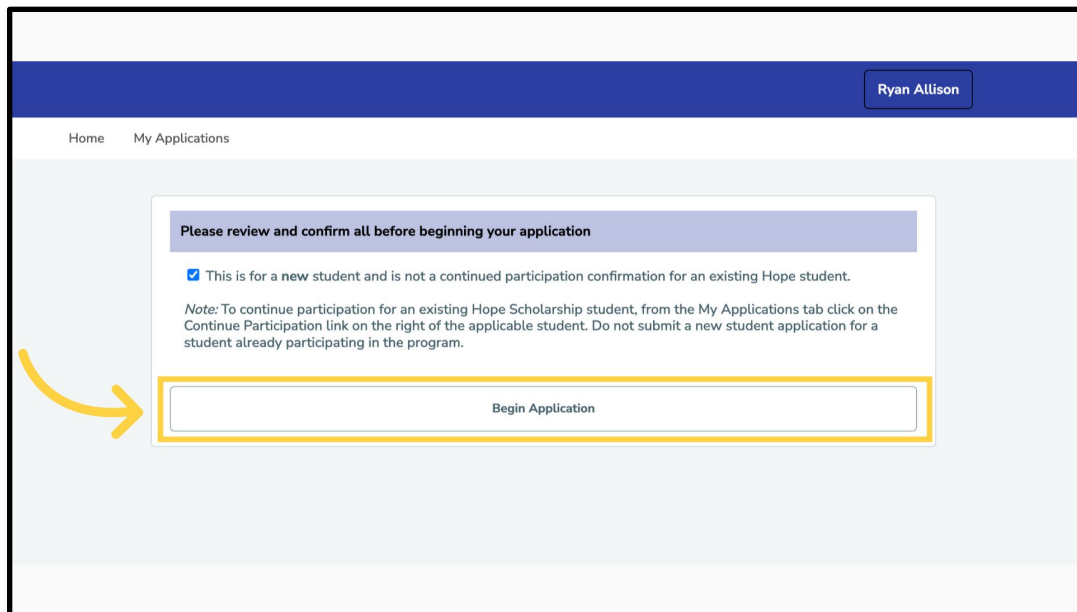 Ryan Allison
Home My Applications
Please review and confirm all before beginning your application
This is for a new student and is not a continued participation confirmation for an existing Hope student.
Note: To continue participation for an existing Hope Scholarship student, from the My Applications tab click on the
Continue Participation link on the right of the applicable student. Do not submit a new student application for a
student already participating in the program.
Begin Application